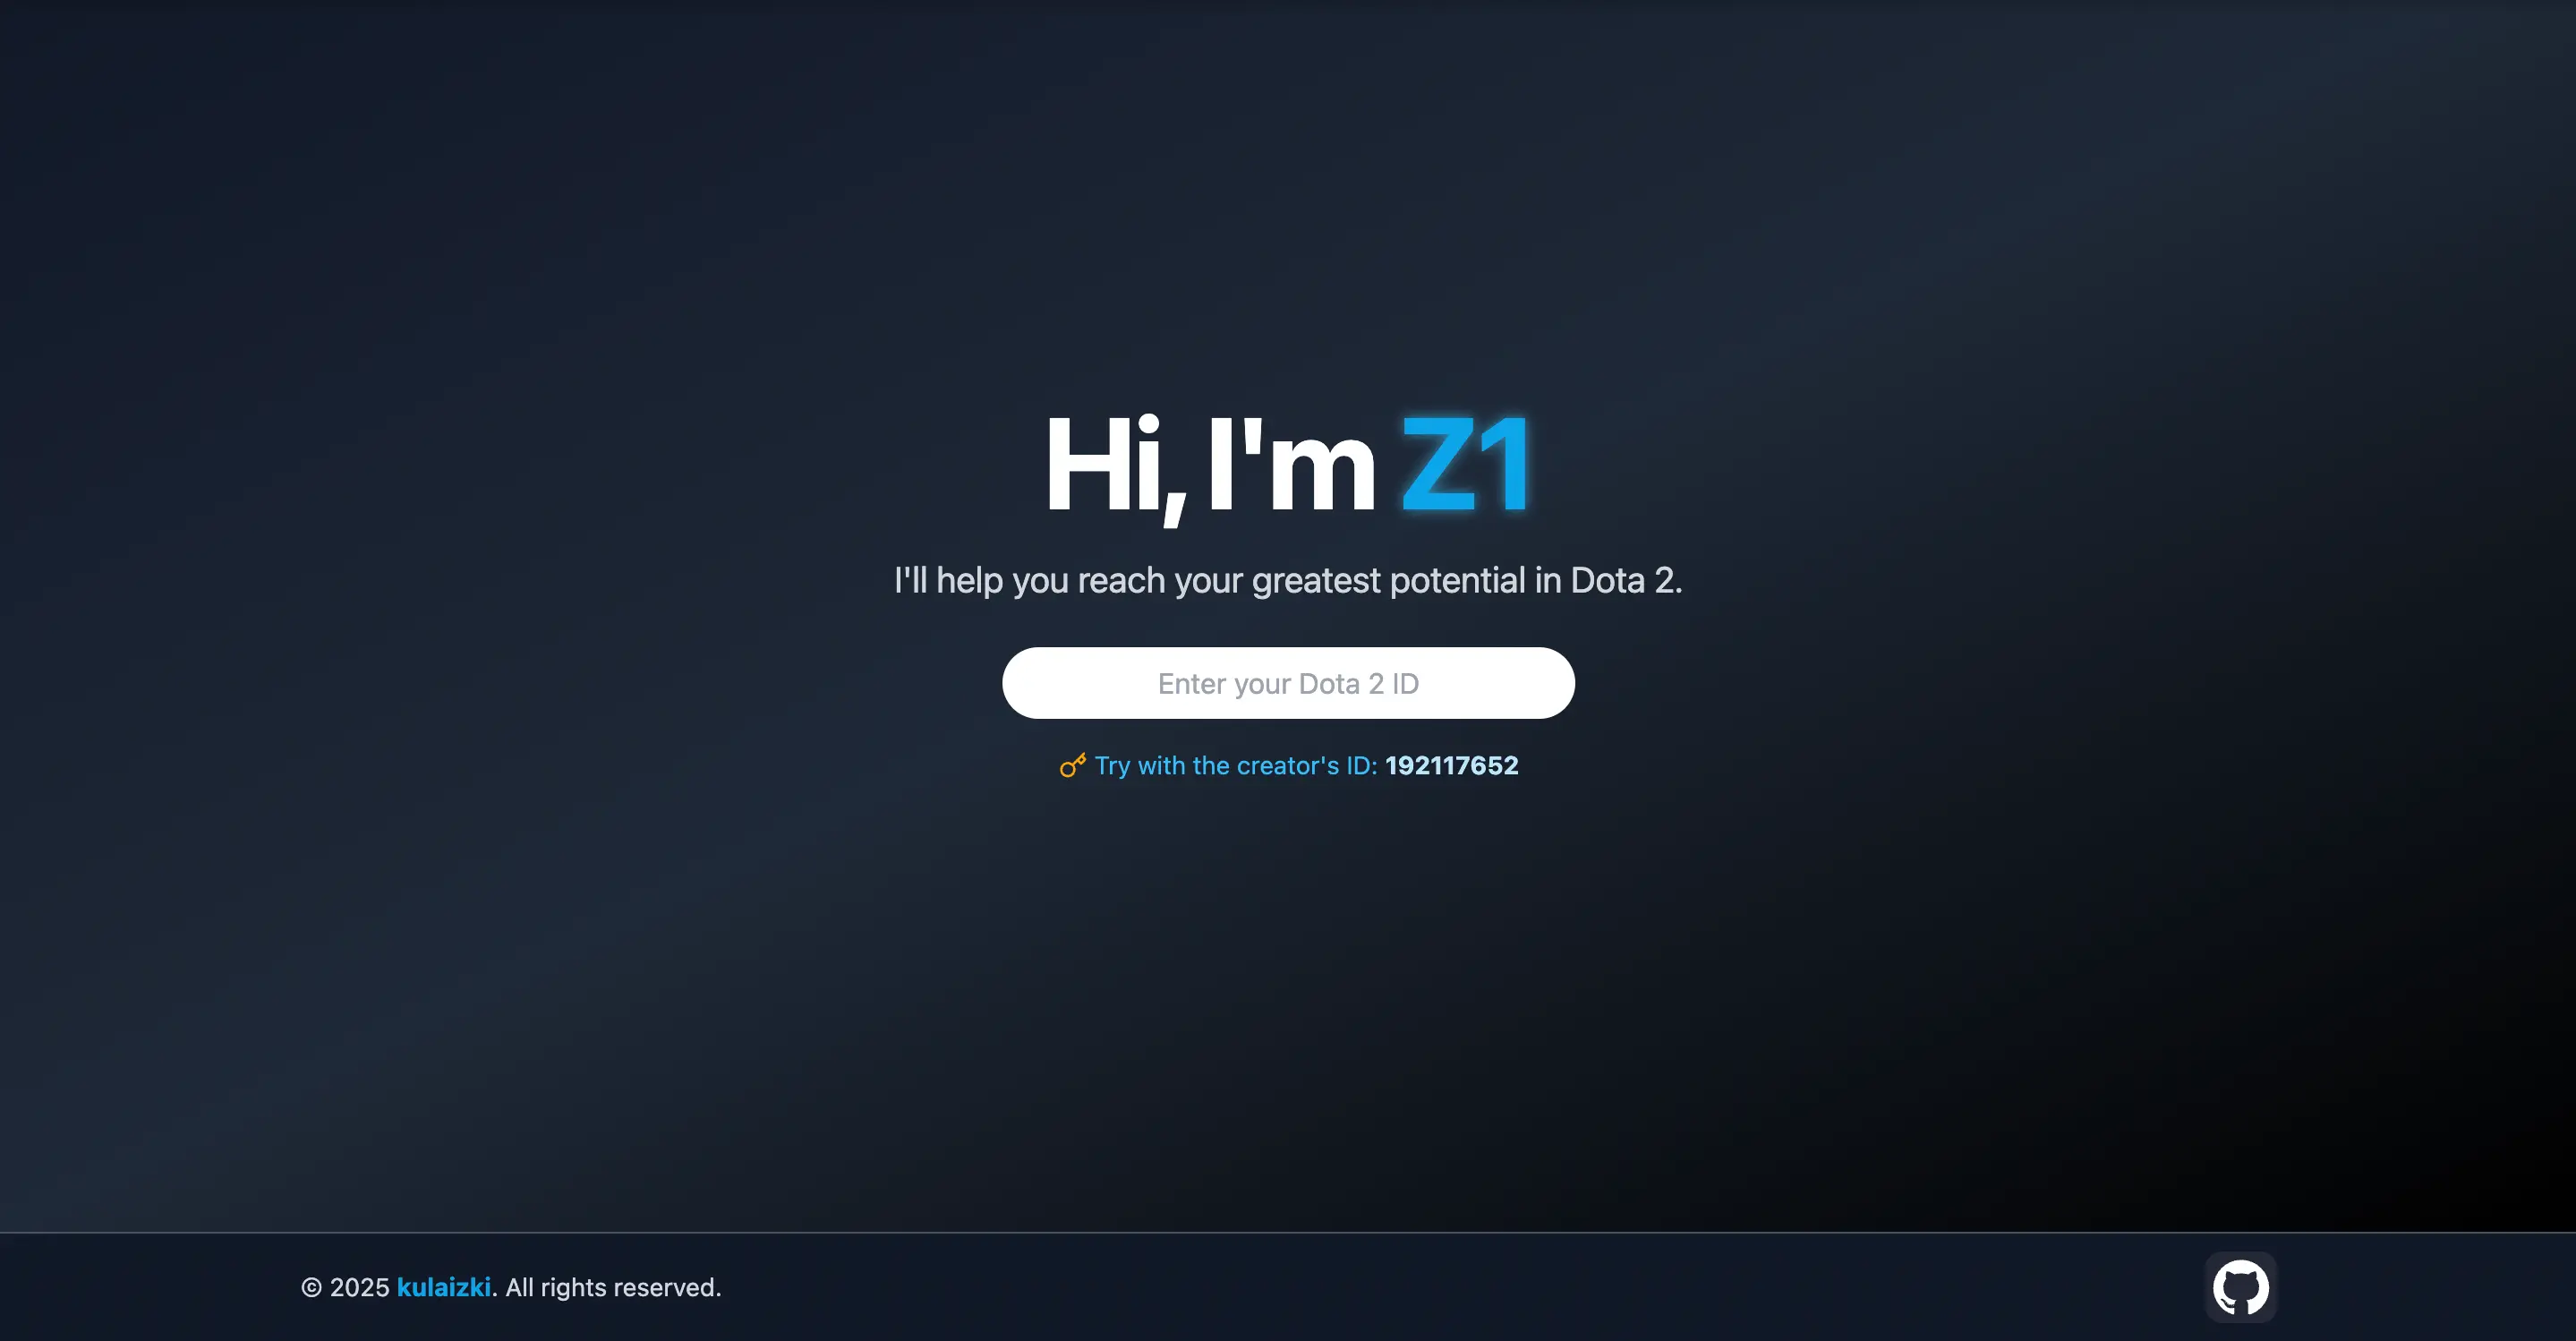 Hi, I'm Z1
I'll help you reach your greatest potential in Dota 2.
Enter your Dota 2 ID
Try with the creator's ID: 192117652
© 2025 kulaizki. All rights reserved.